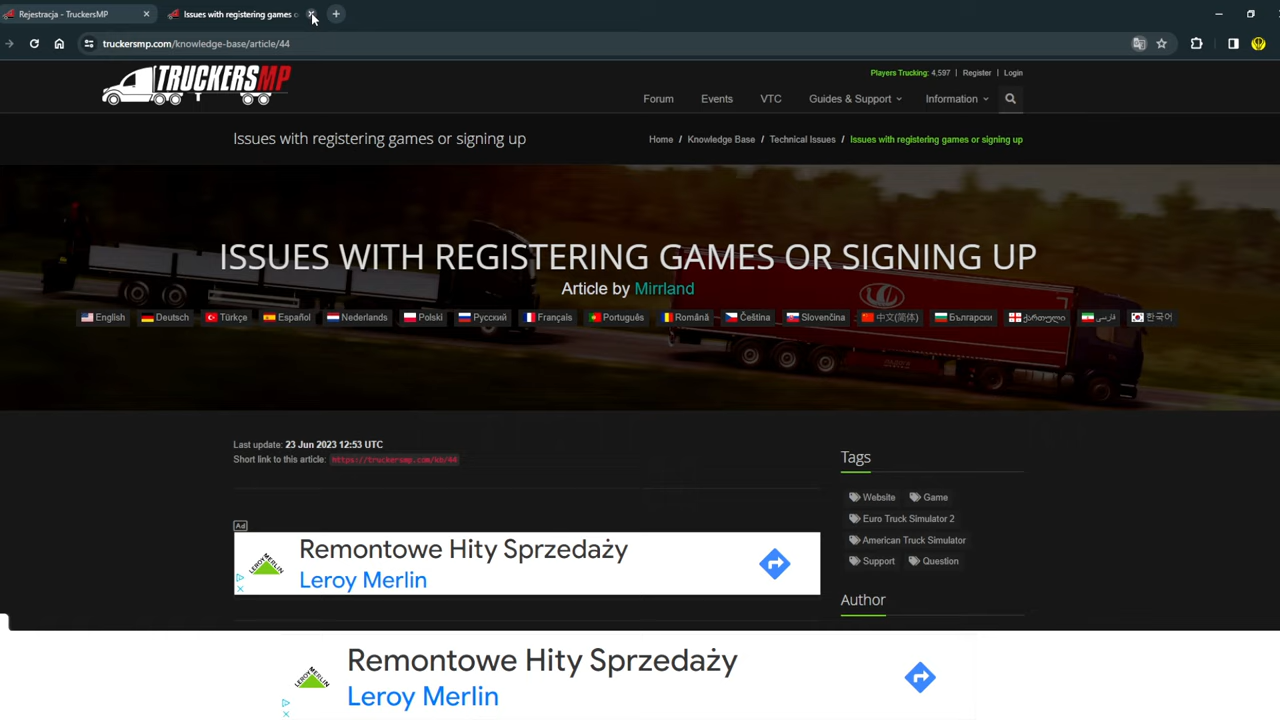 Rejestracja - TruckersMP
Issues with registering games o
truckersmp.com/knowledge-base/article/44
TRUCKERSMP
Players Trucking: 4,597 | Register | Login
Forum Events VTC Guides & Support Information
Issues with registering games or signing up
Home / Knowledge Base / Technical Issues / Issues with registering games or signing up
ISSUES WITH REGISTERING GAMES OR SIGNING UP
Article by Mirrland
English Deutsch Türkçe Español Nederlands Polski Русский Français Português Română Čeština Slovenčina 中文(简体) Български ქართული فارسی 한국어
Last update: 23 Jun 2023 12:53 UTC
Short link to this article: https://truckersmp.com/kb/44
Tags
Website Game
Euro Truck Simulator 2
American Truck Simulator
Support Question
Author
Ad
Remontowe Hity Sprzedaży
Leroy Merlin
LEROY MERLIN
Remontowe Hity Sprzedaży
Leroy Merlin
LEROY MERLIN